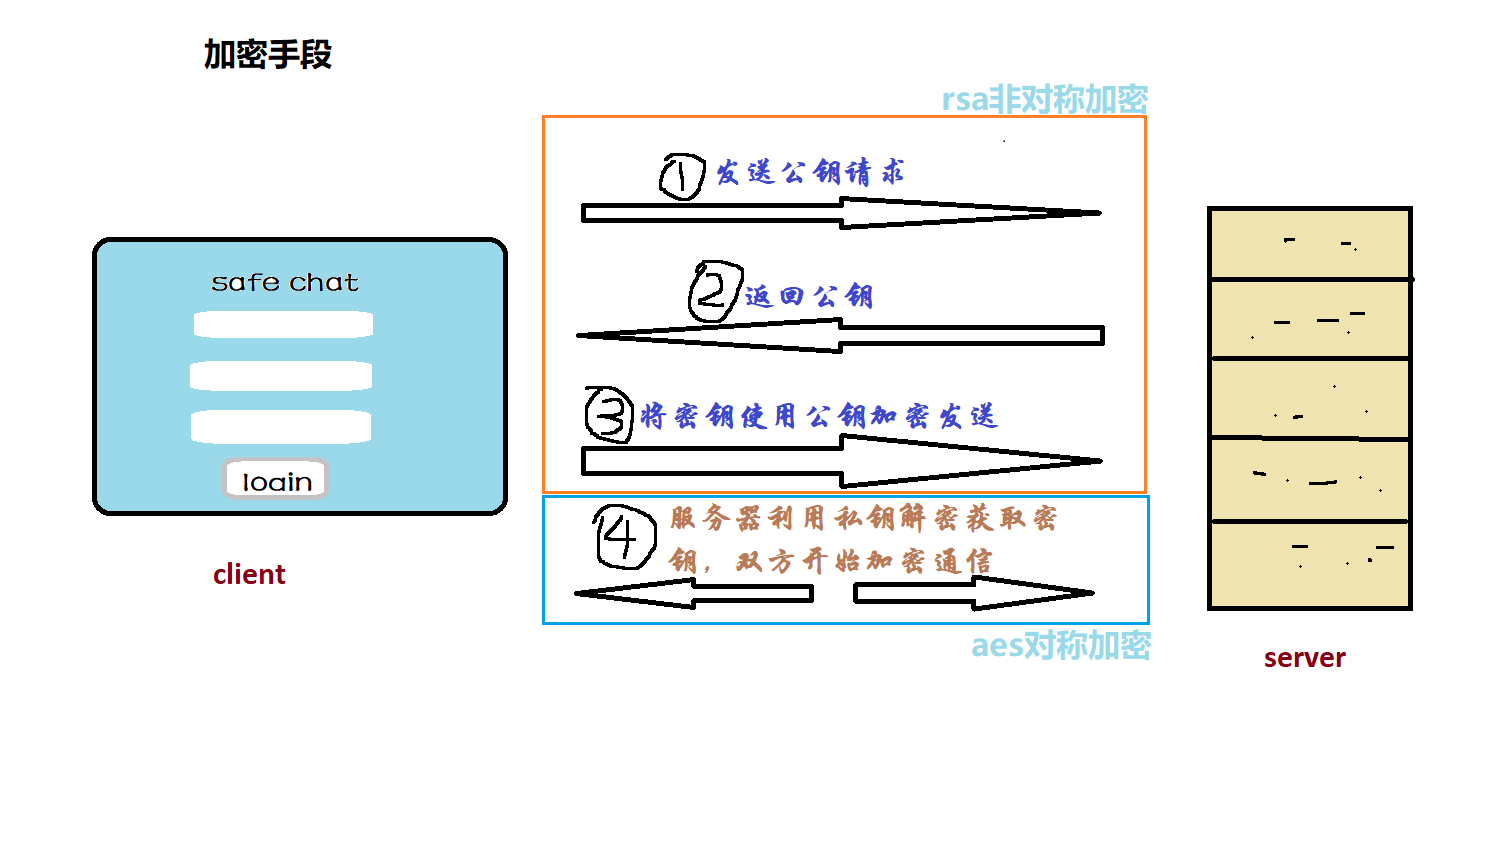 加密手段
rsa非对称加密
1 发送公钥请求
2 返回公钥
3 将密钥使用公钥加密发送
4 服务器利用私钥解密获取密
钥，双方开始加密通信
aes对称加密
safe chat
loain
client
server